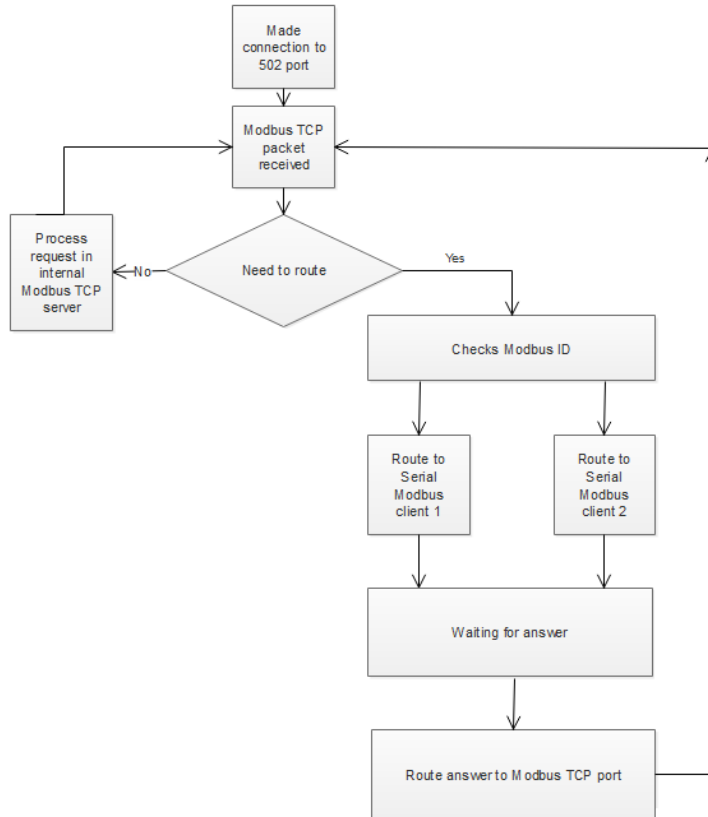 Made
connection to
502 port
Modbus TCP
packet
received
Process
request in
internal
Modbus TCP
server
No
Need to route
Yes
Checks Modbus ID
Route to
Serial
Modbus
client 1
Route to
Serial
Modbus
client 2
Waiting for answer
Route answer to Modbus TCP port